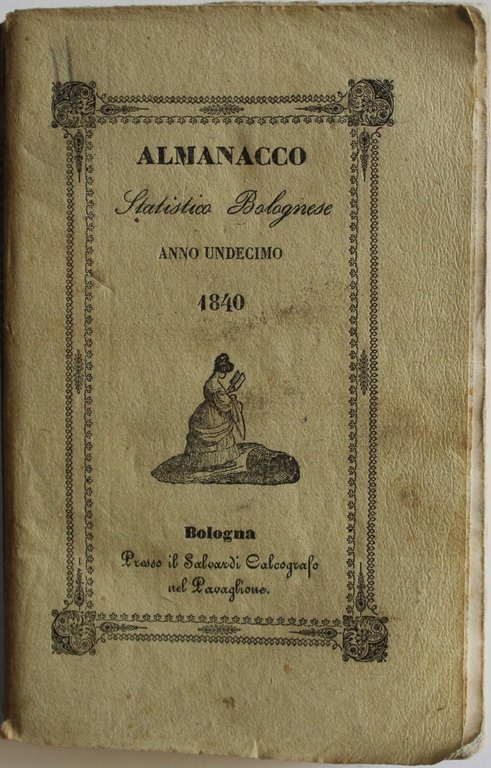 ALMANACCO
Statistico Bolognese
ANNO UNDECIMO
1840
Bologna
Presso il Salvardi Calcografo
nel Pavaglione.